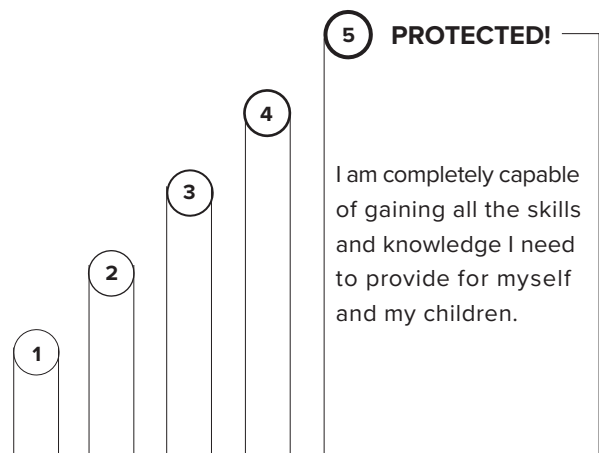 5 PROTECTED!
4
I am completely capable
of gaining all the skills
3
and knowledge I need
2
to provide for myself
and my children.
1